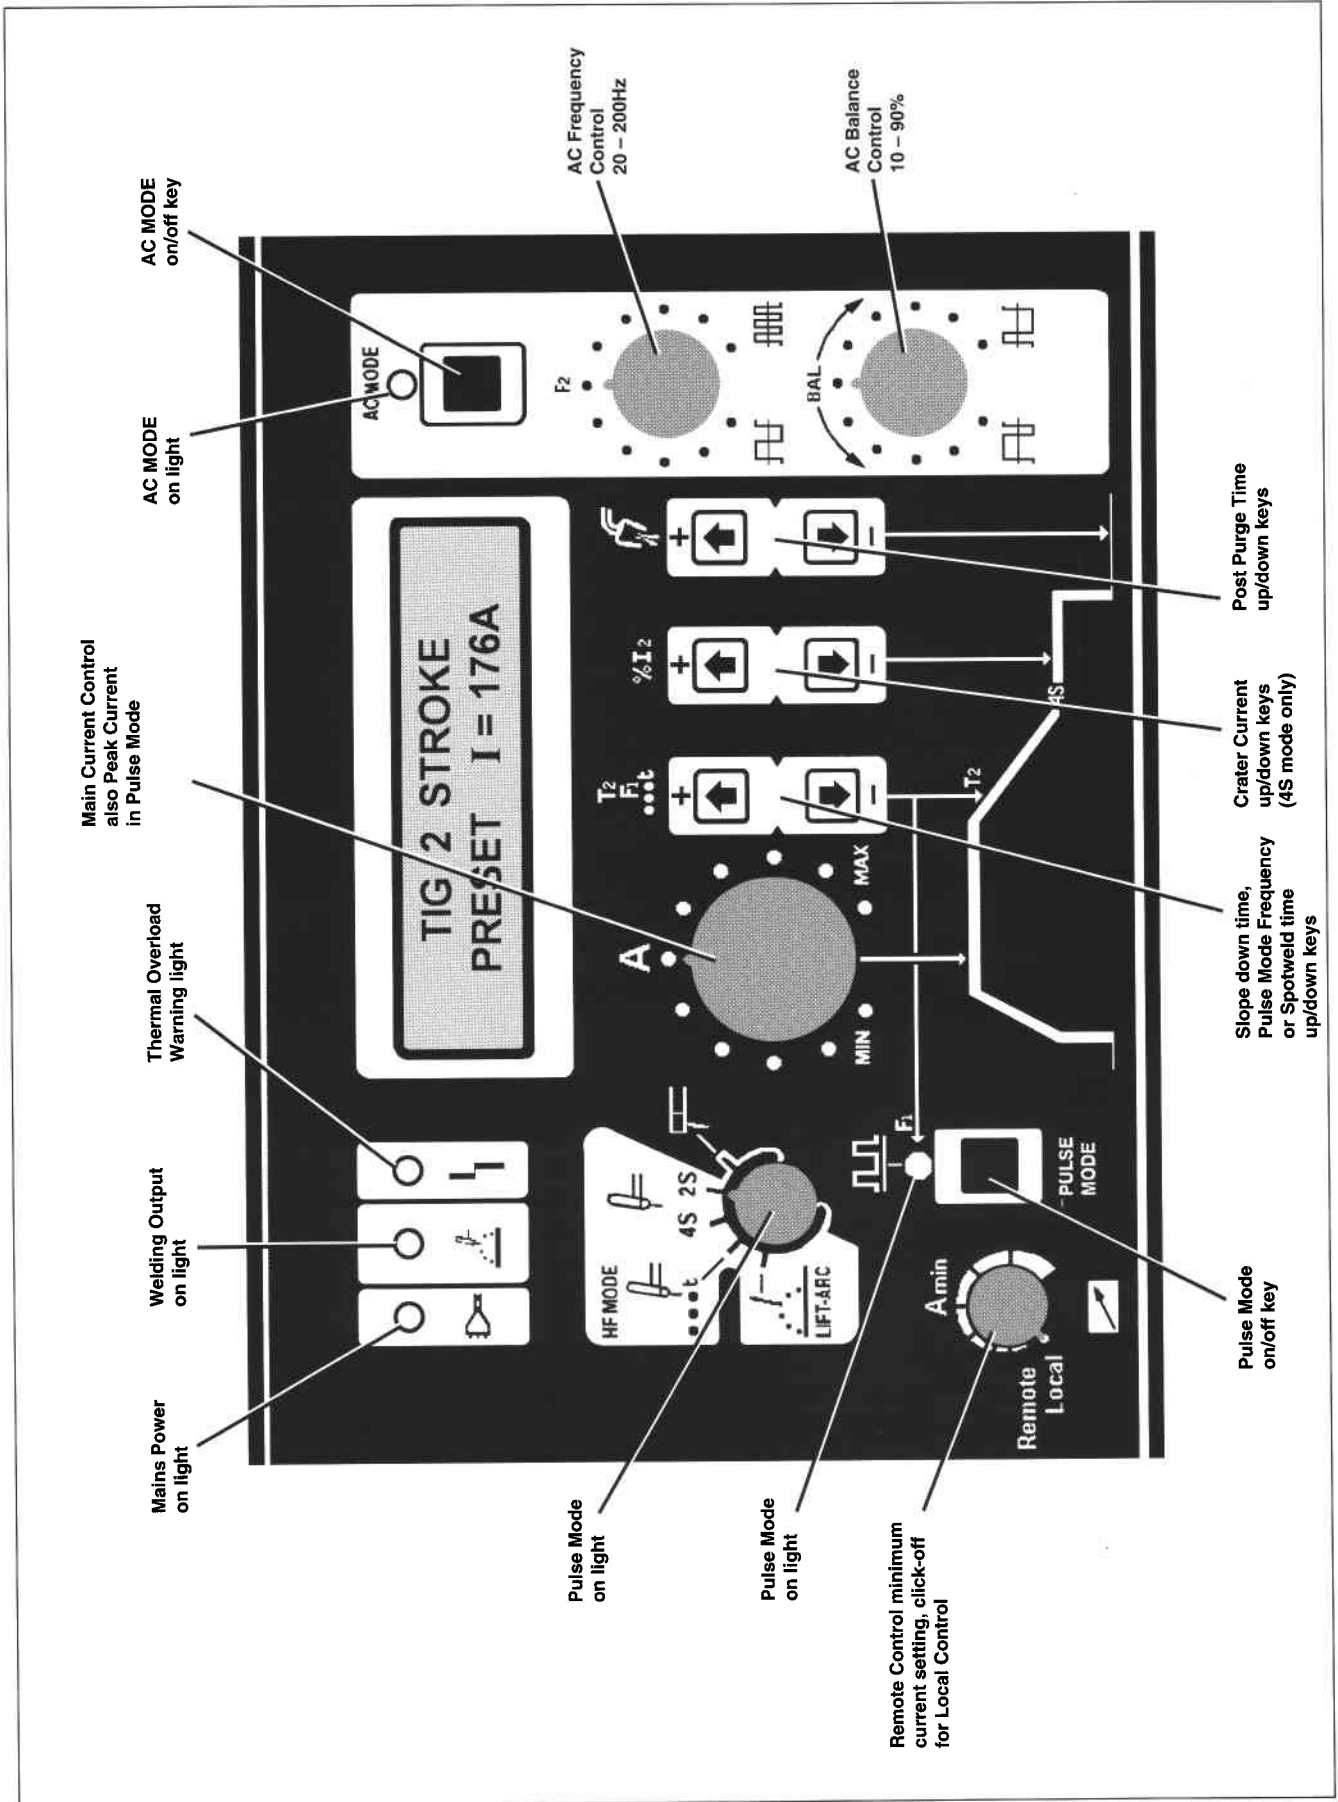 Main Current Control
also Peak Current
in Pulse Mode
Mains Power
on light
Welding Output
on light
Thermal Overload
Warning light
AC MODE
on light
AC MODE
on/off key
AC Frequency
Control
20 – 200Hz
AC Balance
Control
10 – 90%
TIG 2 STROKE
PRESET I = 176A
AC MODE
F2
BAL
HF MODE
4S 2S
t
LIFT-ARC
A
MIN
MAX
T2
F1
t
%I2
+
+
+
–
–
–
F1
T2
4S
PULSE
MODE
A min
Remote
Local
Pulse Mode
on light
Pulse Mode
on light
Remote Control minimum
current setting, click-off
for Local Control
Pulse Mode
on/off key
Slope down time,
Pulse Mode Frequency
or Spotweld time
up/down keys
Crater Current
up/down keys
(4S mode only)
Post Purge Time
up/down keys